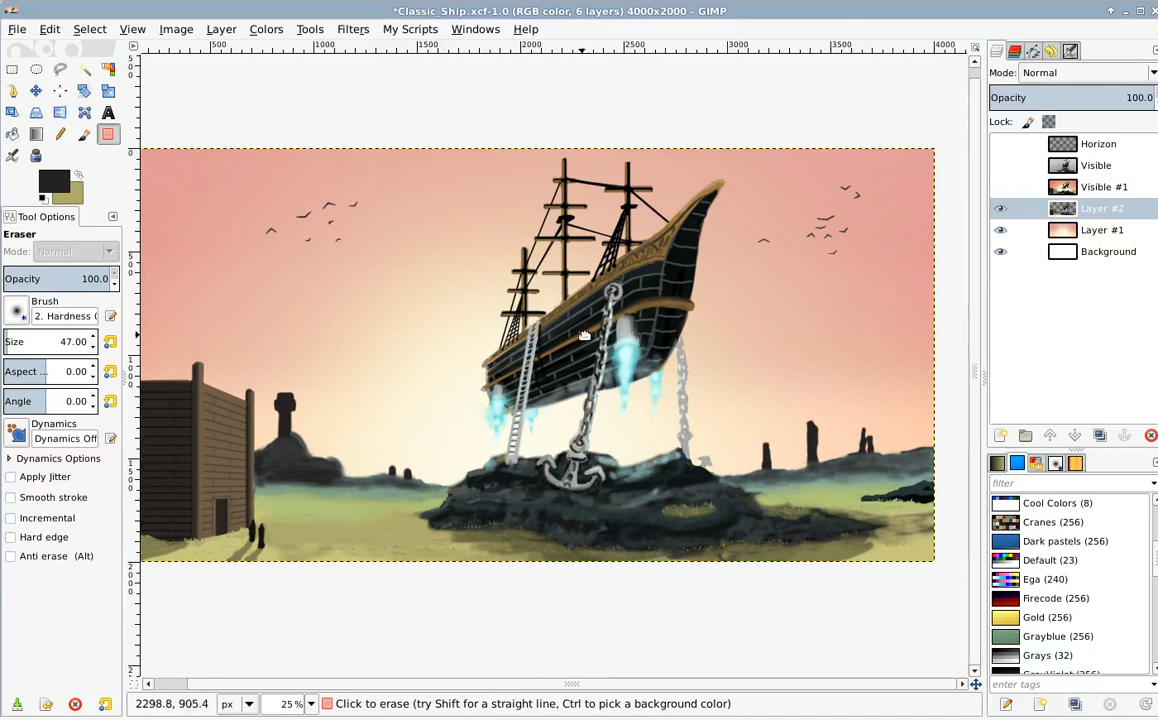 *Classic_Ship.xcf-1.0 (RGB color, 6 layers) 4000x2000 – GIMP
File Edit Select View Image Layer Colors Tools Filters My Scripts Windows Help
500 1000 1500 2000 2500 3000 3500 4000
Mode: Normal
Opacity 100.0
Lock:
Horizon
Visible
Visible #1
Layer #2
Layer #1
Background
Tool Options
Eraser
Mode: Normal
Opacity 100.0
Brush
2. Hardness 0
Size 47.00
Aspect ... 0.00
Angle 0.00
Dynamics
Dynamics Off
Dynamics Options
Apply Jitter
Smooth stroke
Incremental
Hard edge
Anti erase (Alt)
filter
Cool Colors (8)
Cranes (256)
Dark pastels (256)
Default (23)
Ega (240)
Firecode (256)
Gold (256)
Grayblue (256)
Grays (32)
enter tags
2298.8, 905.4 px 25 % Click to erase (try Shift for a straight line, Ctrl to pick a background color)